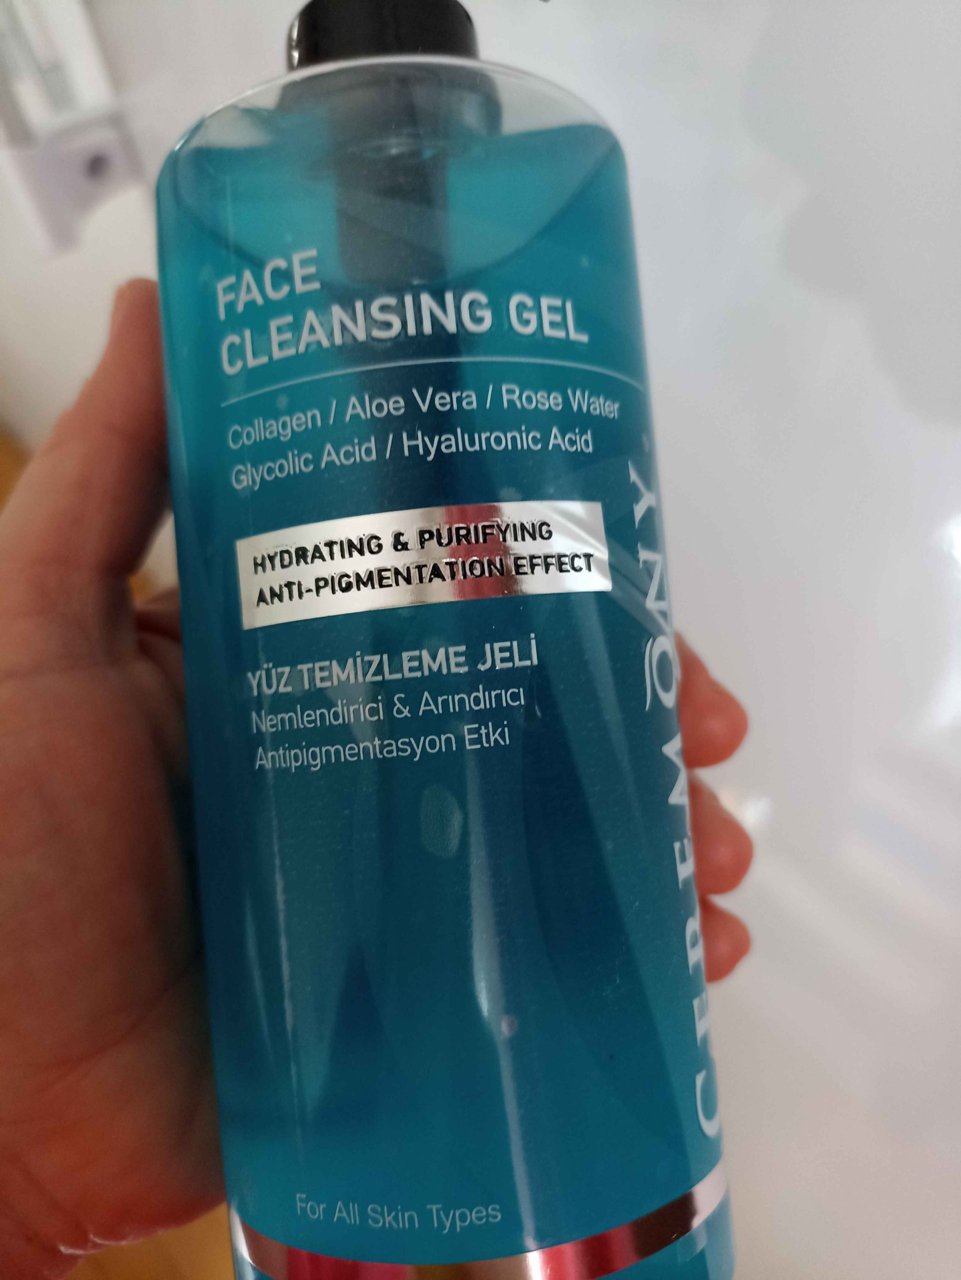 FACE
CLEANSING GEL
Collagen / Aloe Vera / Rose Water
Glycolic Acid / Hyaluronic Acid
HYDRATING & PURIFYING
ANTI-PIGMENTATION EFFECT
YÜZ TEMİZLEME JELİ
Nemlendirici & Arındırıcı
Antipigmentasyon Etki
CEREMONY
For All Skin Types